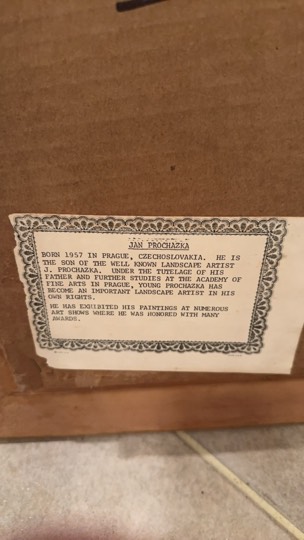 JAN PROCHAZKA
BORN 1957 IN PRAGUE, CZECHOSLOVAKIA. HE IS
THE SON OF THE WELL KNOWN LANDSCAPE ARTIST
J. PROCHAZKA. UNDER THE TUTELAGE OF HIS
FATHER AND FURTHER STUDIES AT THE ACADEMY OF
FINE ARTS IN PRAGUE, YOUNG PROCHAZKA HAS
BECOME AN IMPORTANT LANDSCAPE ARTIST IN HIS
OWN RIGHTS.
HE HAS EXHIBITED HIS PAINTINGS AT NUMEROUS
ART SHOWS WHERE HE WAS HONORED WITH MANY
AWARDS.